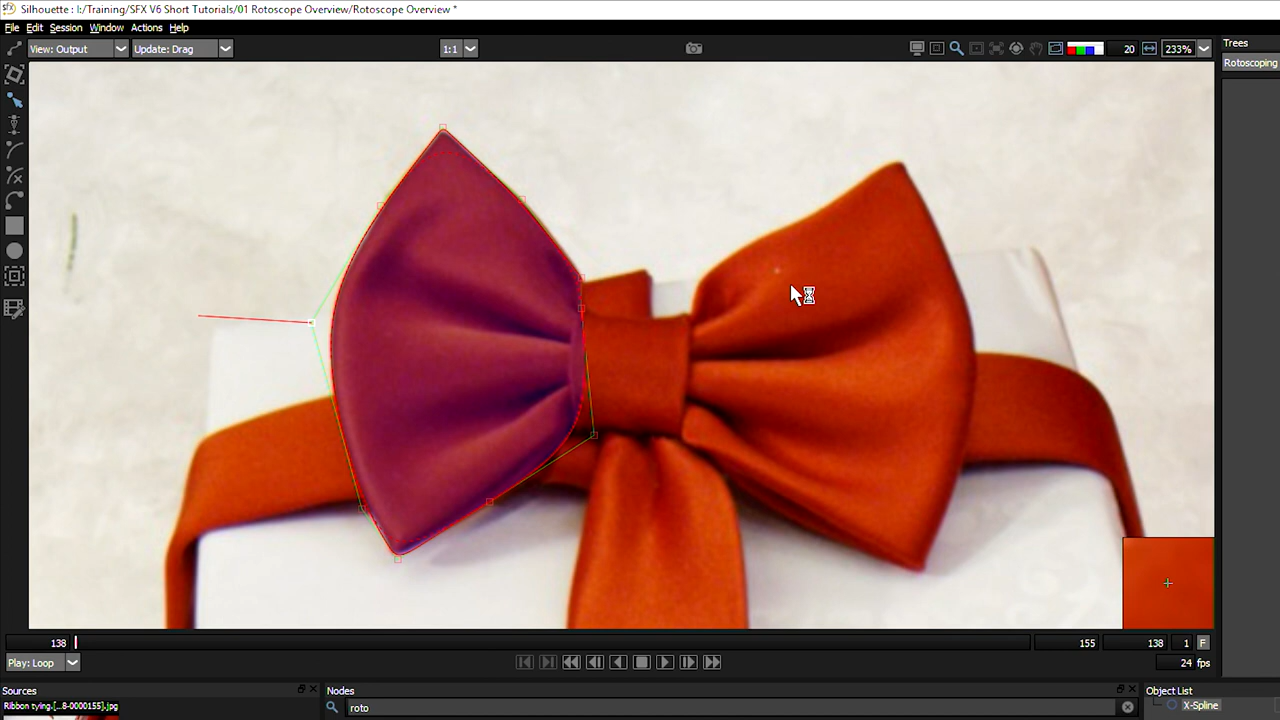 sfx Silhouette : I:/Training/SFX V6 Short Tutorials/01 Rotoscope Overview/Rotoscope Overview *
File Edit Session Window Actions Help
View: Output Update: Drag 1:1 20 233%
Trees
Rotoscoping
138 155 138 1 F
Play: Loop 24 fps
Sources Nodes Object List
Ribbon tying.[...8-0000155].jpg roto X-Spline